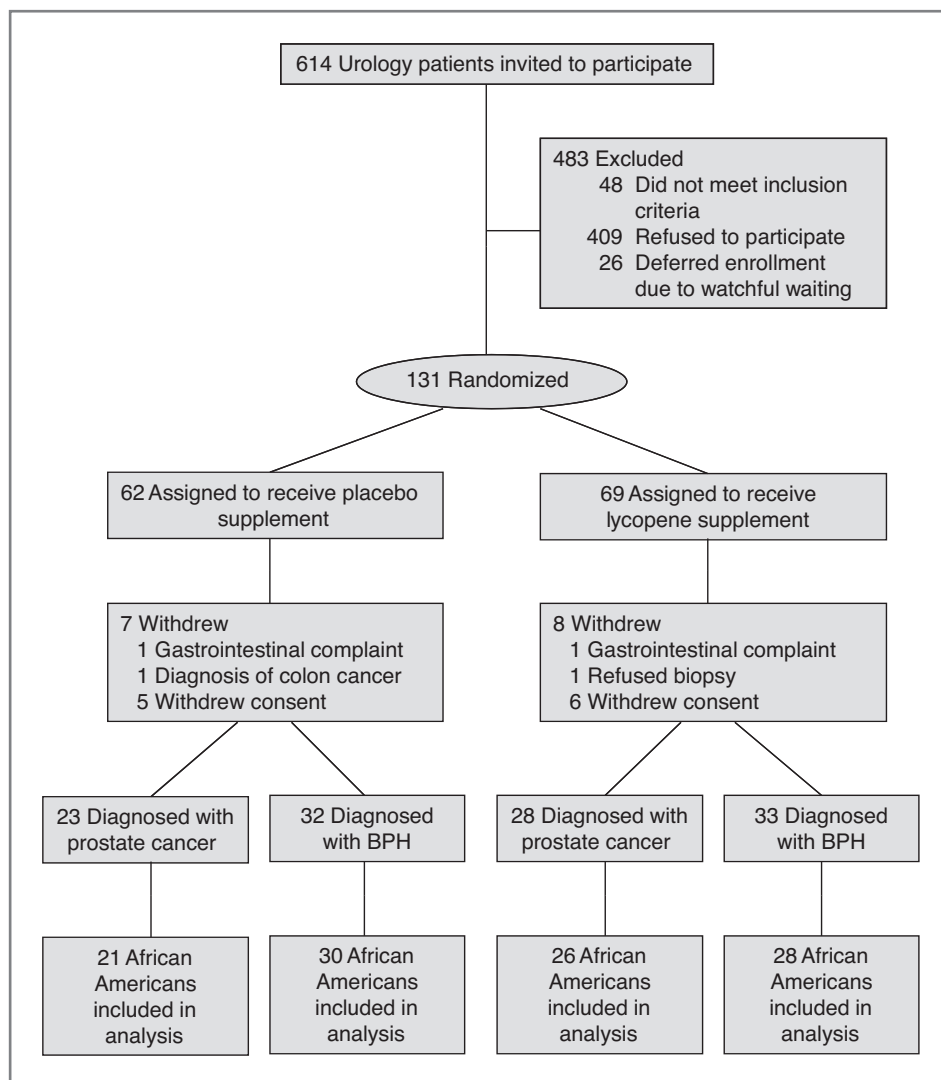 614 Urology patients invited to participate
483 Excluded
48 Did not meet inclusion
criteria
409 Refused to participate
26 Deferred enrollment
due to watchful waiting
131 Randomized
62 Assigned to receive placebo
supplement
69 Assigned to receive
lycopene supplement
7 Withdrew
1 Gastrointestinal complaint
1 Diagnosis of colon cancer
5 Withdrew consent
8 Withdrew
1 Gastrointestinal complaint
1 Refused biopsy
6 Withdrew consent
23 Diagnosed with
prostate cancer
32 Diagnosed
with BPH
28 Diagnosed with
prostate cancer
33 Diagnosed
with BPH
21 African
Americans
included in
analysis
30 African
Americans
included in
analysis
26 African
Americans
included in
analysis
28 African
Americans
included in
analysis